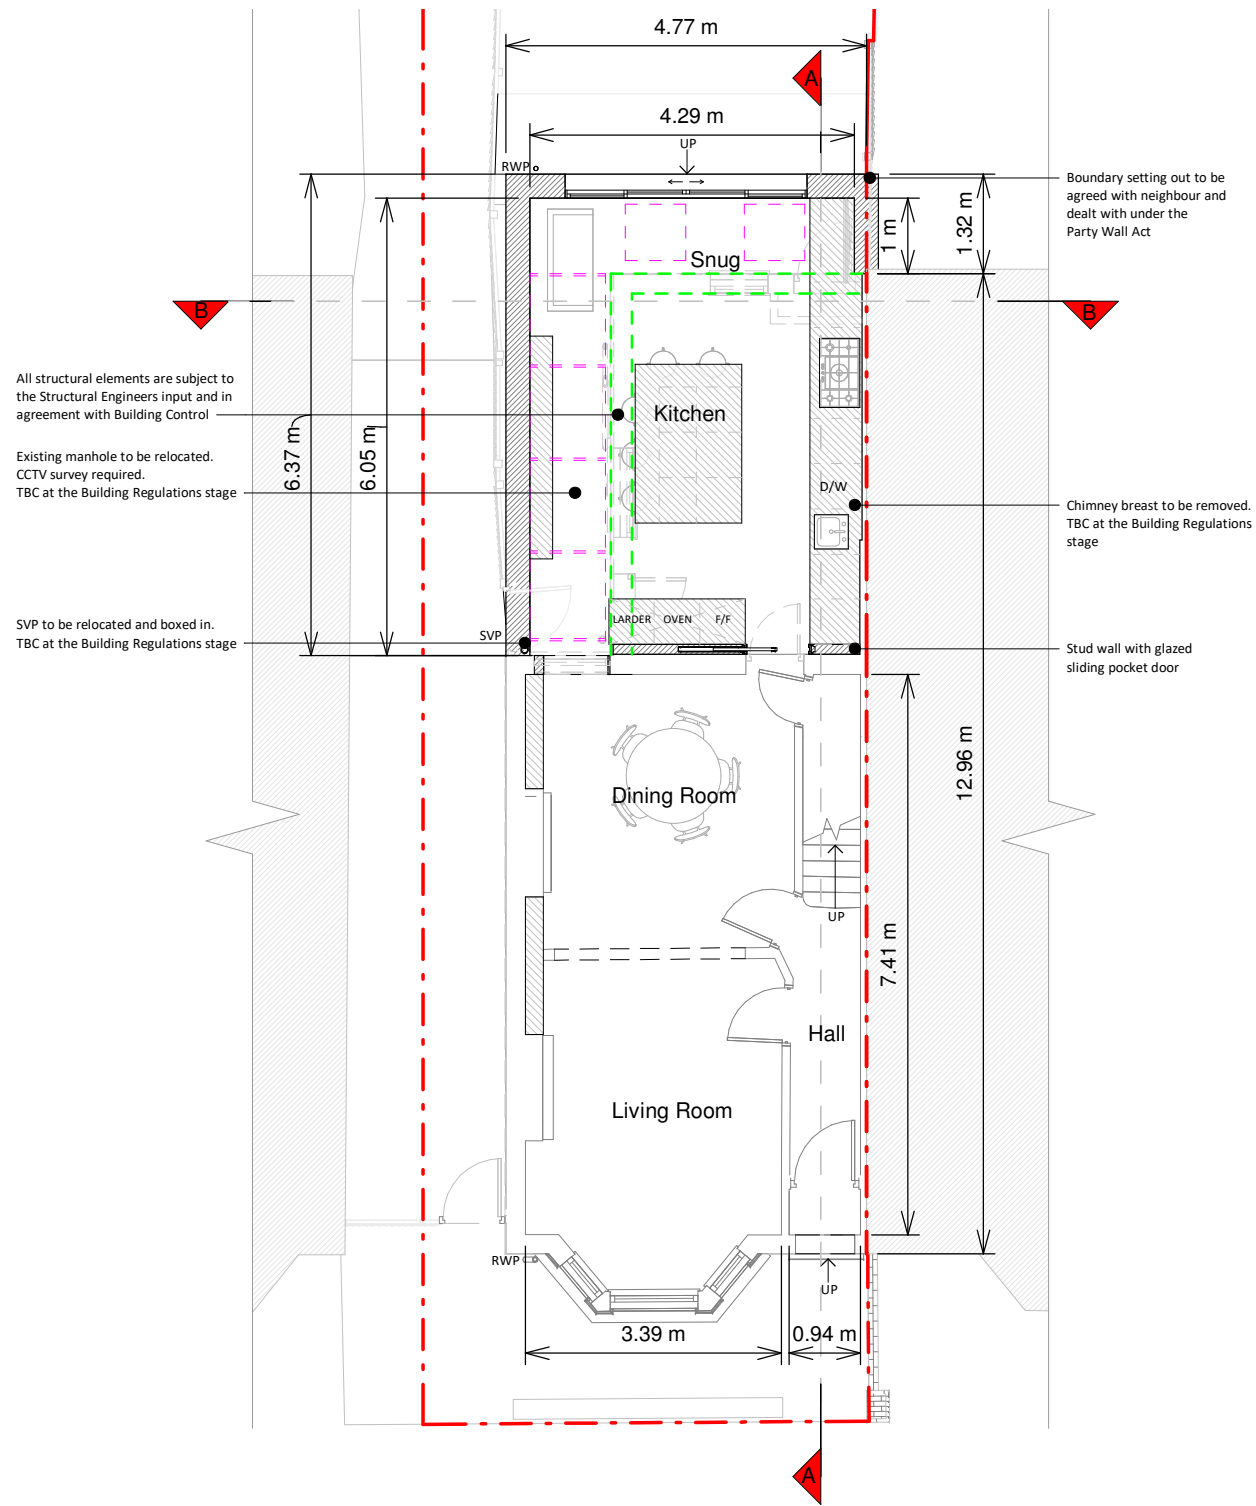 4.77 m
A
4.29 m
UP
RWP
Boundary setting out to be
agreed with neighbour and
dealt with under the
Party Wall Act
1.32 m
1 m
Snug
B
B
All structural elements are subject to
the Structural Engineers input and in
agreement with Building Control
Kitchen
6.37 m
6.05 m
Existing manhole to be relocated.
CCTV survey required.
TBC at the Building Regulations stage
D/W
Chimney breast to be removed.
TBC at the Building Regulations
stage
SVP to be relocated and boxed in.
TBC at the Building Regulations stage
SVP
LARDER
OVEN
F/F
Stud wall with glazed
sliding pocket door
12.96 m
Dining Room
UP
7.41 m
Hall
Living Room
RWP
UP
3.39 m
0.94 m
A